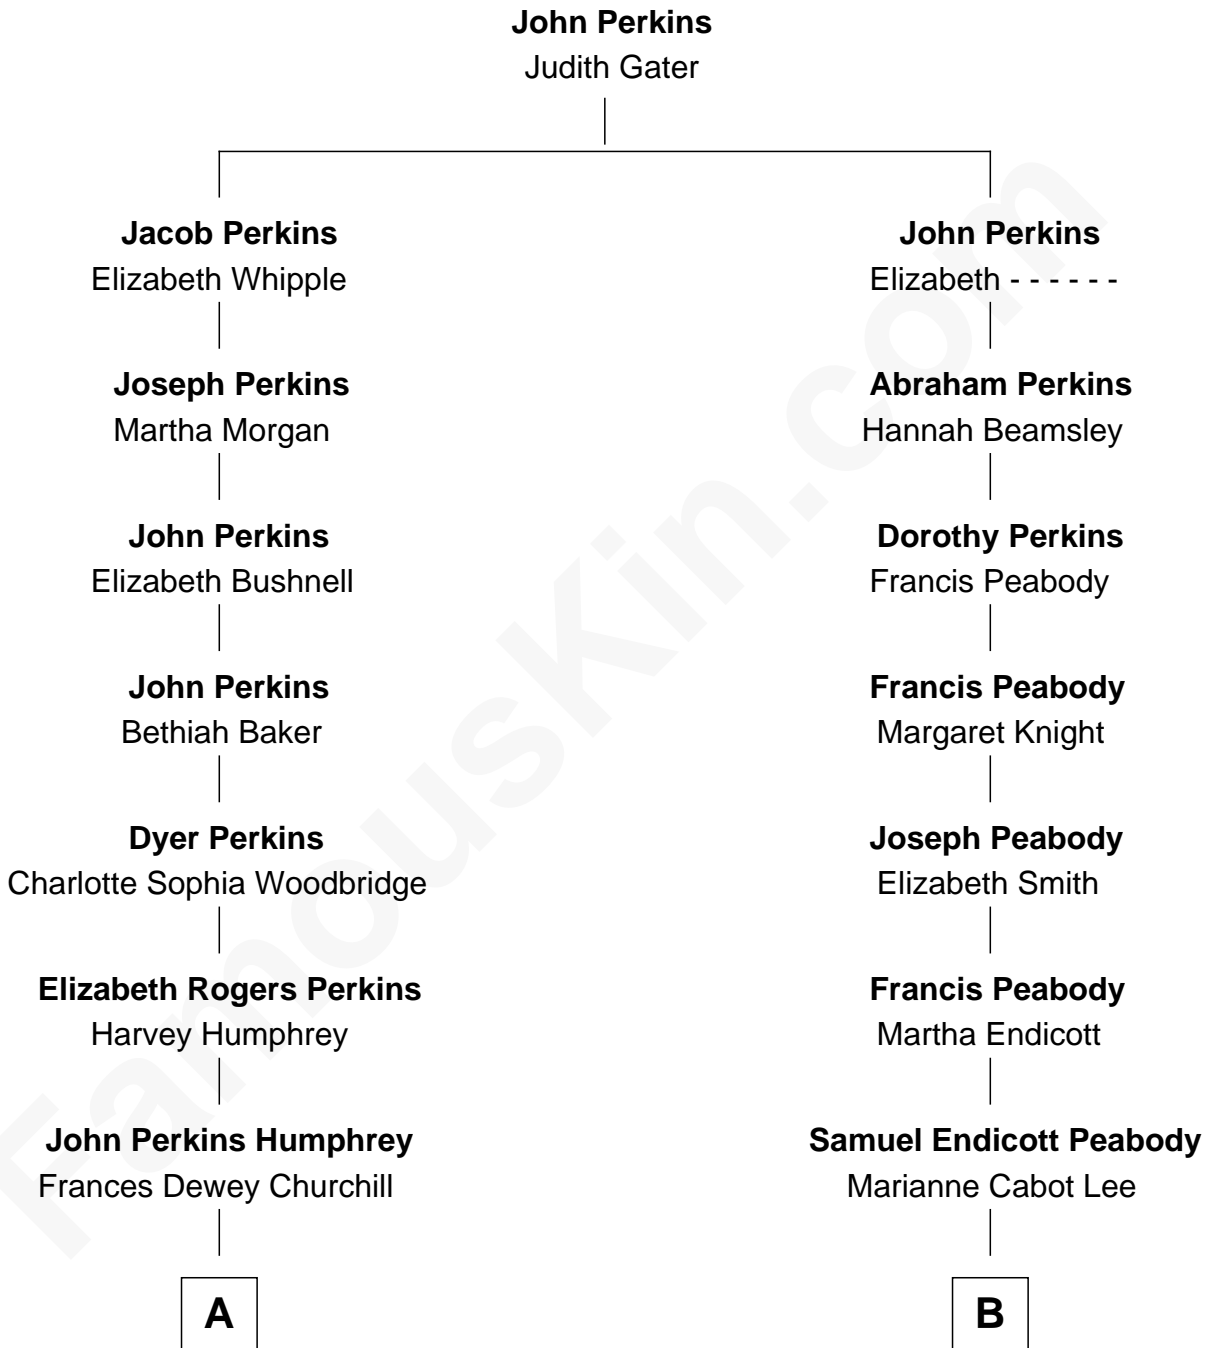 John Perkins
Judith Gater
Jacob Perkins
Elizabeth Whipple
John Perkins
Elizabeth - - - - - -
Joseph Perkins
Martha Morgan
Abraham Perkins
Hannah Beamsley
John Perkins
Elizabeth Bushnell
Dorothy Perkins
Francis Peabody
John Perkins
Bethiah Baker
Francis Peabody
Margaret Knight
Dyer Perkins
Charlotte Sophia Woodbridge
Joseph Peabody
Elizabeth Smith
Elizabeth Rogers Perkins
Harvey Humphrey
Francis Peabody
Martha Endicott
John Perkins Humphrey
Frances Dewey Churchill
Samuel Endicott Peabody
Marianne Cabot Lee
A
B
FamousKin.com